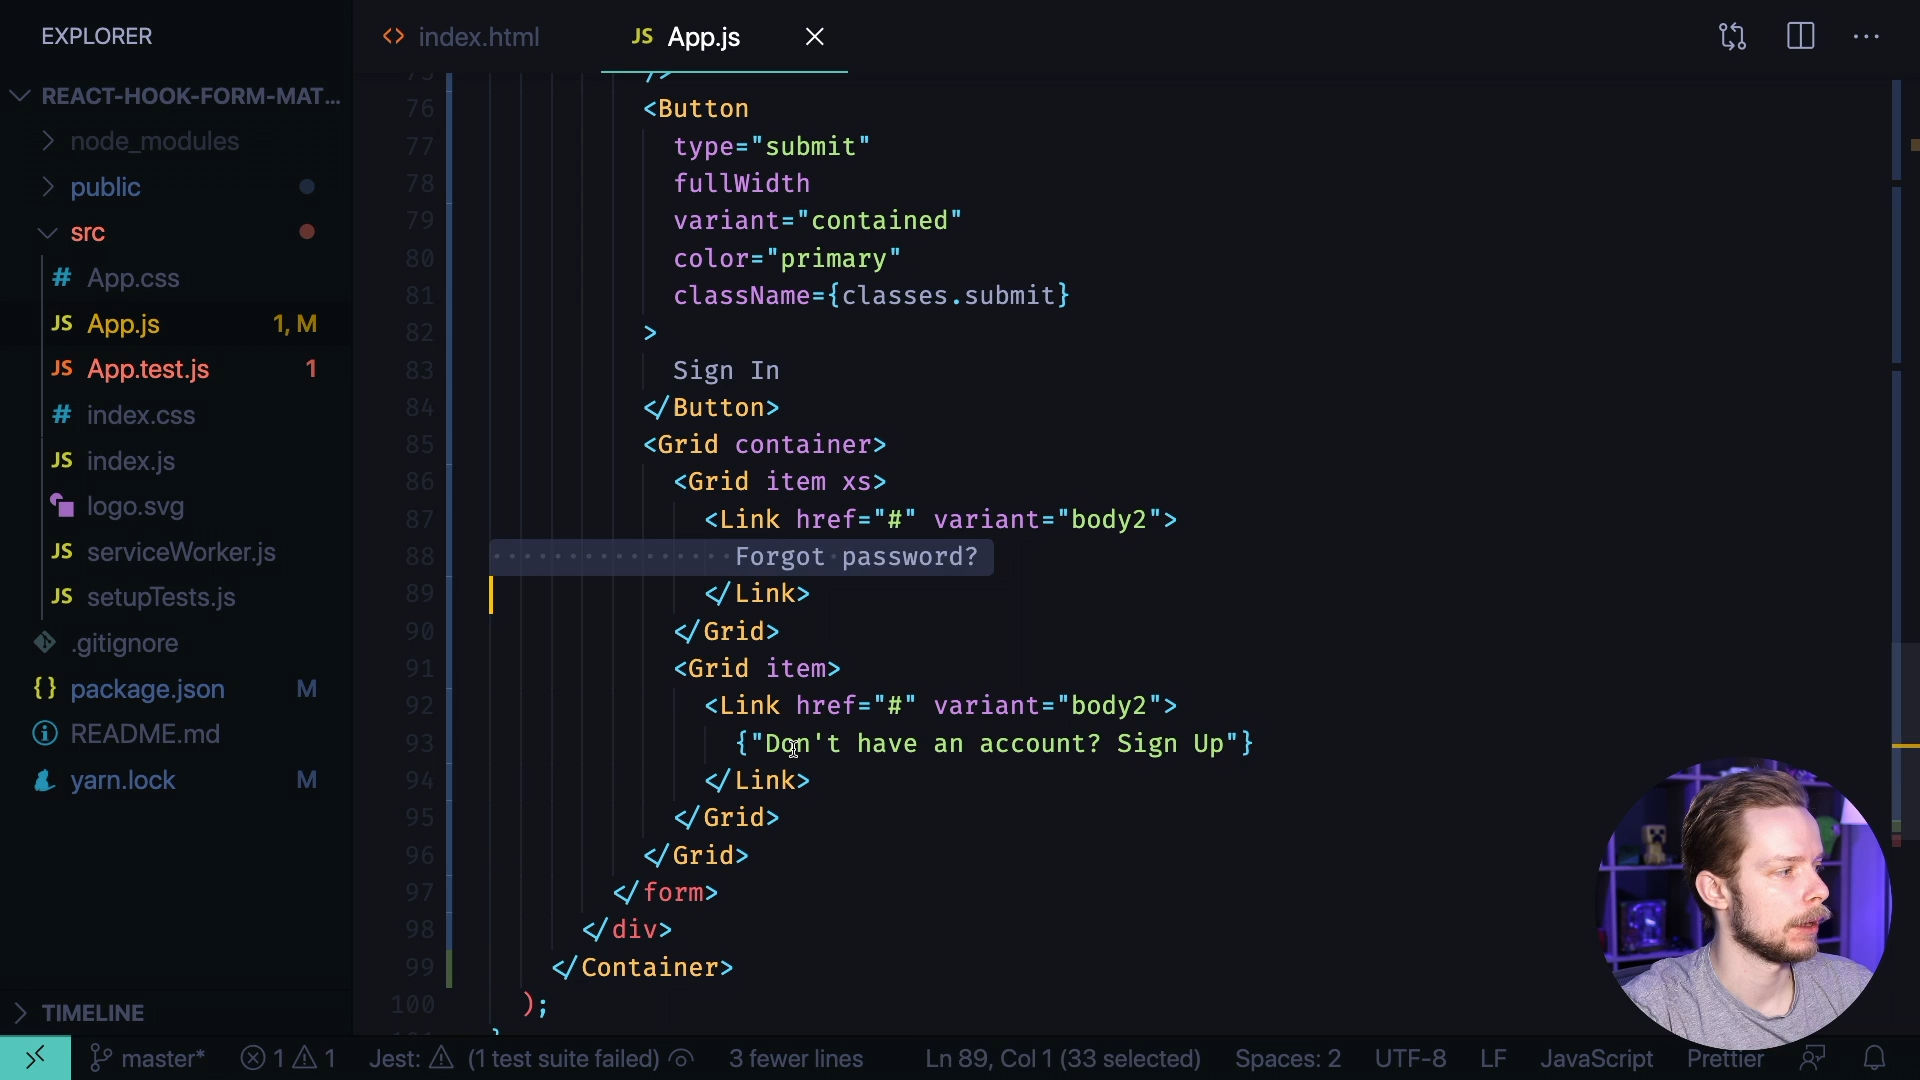 EXPLORER
index.html
JS App.js
REACT-HOOK-FORM-MAT...
node_modules
public
src
# App.css
JS App.js 1, M
JS App.test.js 1
# index.css
JS index.js
logo.svg
JS serviceWorker.js
JS setupTests.js
.gitignore
{} package.json M
README.md
yarn.lock M
TIMELINE
75 />
76 <Button
77 type="submit"
78 fullWidth
79 variant="contained"
80 color="primary"
81 className={classes.submit}
82 >
83 Sign In
84 </Button>
85 <Grid container>
86 <Grid item xs>
87 <Link href="#" variant="body2">
88 Forgot password?
89 </Link>
90 </Grid>
91 <Grid item>
92 <Link href="#" variant="body2">
93 {"Don't have an account? Sign Up"}
94 </Link>
95 </Grid>
96 </Grid>
97 </form>
98 </div>
99 </Container>
100 );
master* 1 1 Jest: (1 test suite failed) 3 fewer lines Ln 89, Col 1 (33 selected) Spaces: 2 UTF-8 LF JavaScript Prettier